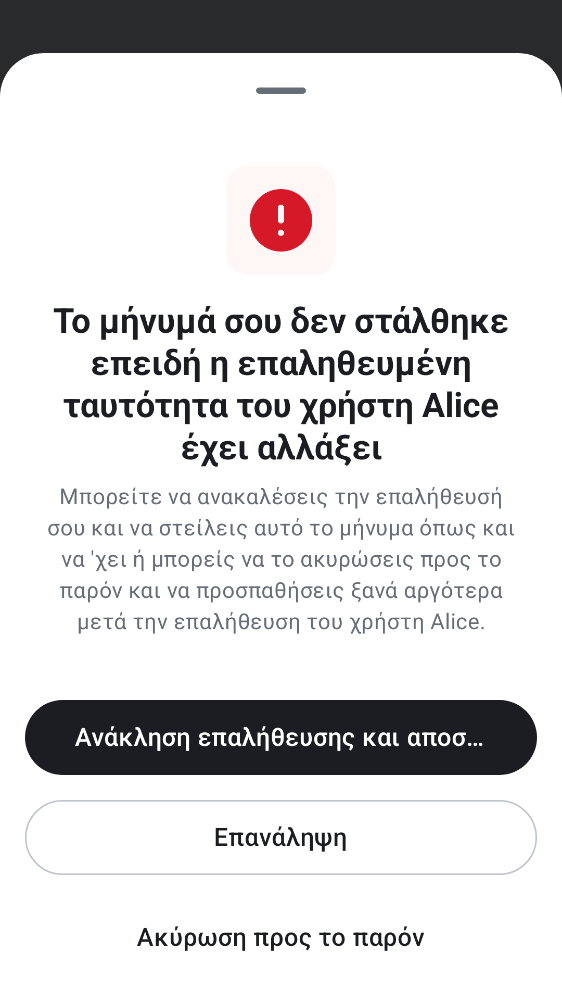 Το μήνυμά σου δεν στάλθηκε
επειδή η επαληθευμένη
ταυτότητα του χρήστη Alice
έχει αλλάξει
Μπορείτε να ανακαλέσεις την επαλήθευσή
σου και να στείλεις αυτό το μήνυμα όπως και
να 'χει ή μπορείς να το ακυρώσεις προς το
παρόν και να προσπαθήσεις ξανά αργότερα
μετά την επαλήθευση του χρήστη Alice.
Ανάκληση επαλήθευσης και αποσ…
Επανάληψη
Ακύρωση προς το παρόν